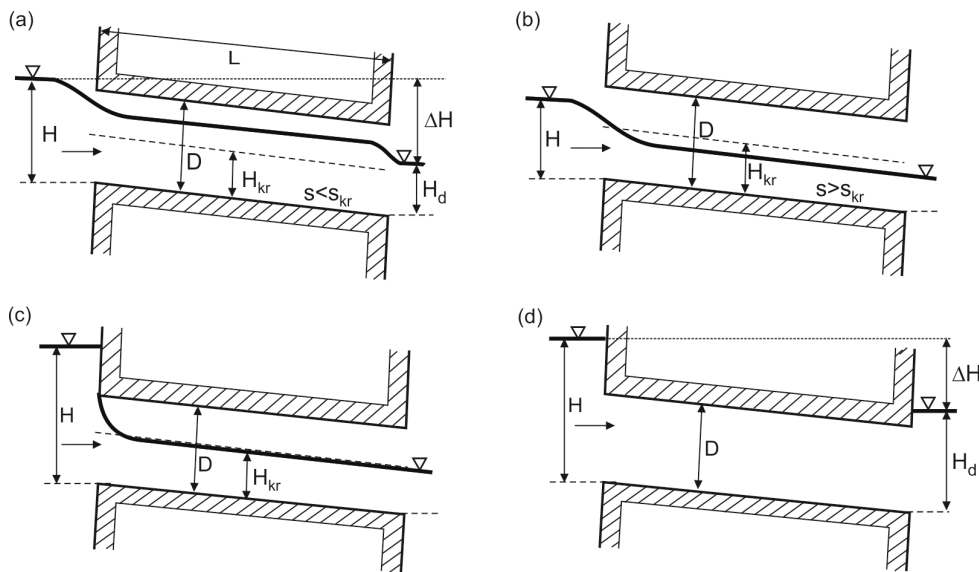 (a)
L
H
D
H_kr
s<s_kr
ΔH
H_d
(b)
H
D
H_kr
s>s_kr
(c)
H
D
H_kr
(d)
H
D
ΔH
H_d